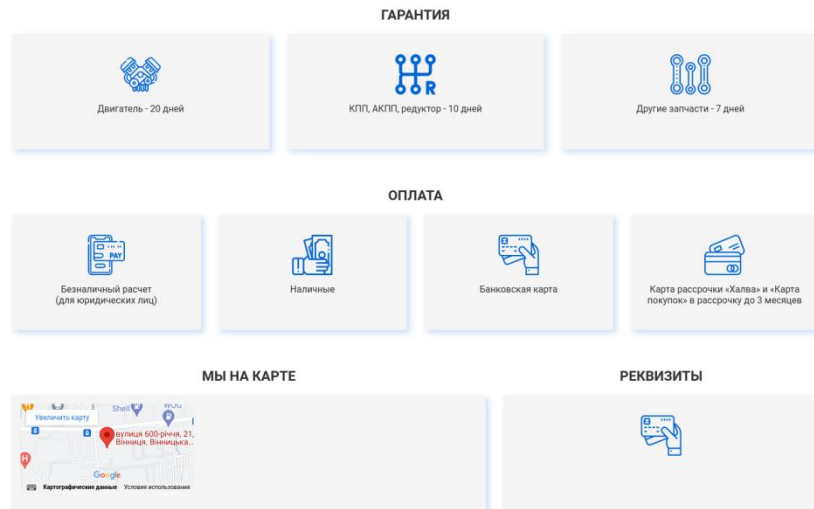 ГАРАНТИЯ
Двигатель - 20 дней
КПП, АКПП, редуктор - 10 дней
Другие запчасти - 7 дней
ОПЛАТА
PAY
Безналичный расчет
(для юридических лиц)
Наличные
Банковская карта
Карта рассрочки «Халва» и «Карта
покупок» в рассрочку до 3 месяцев
МЫ НА КАРТЕ
РЕКВИЗИТЫ
Shell
WOG
Увеличить карту
вулиця 600-річчя, 21,
Вінниця, Вінницька...
Google
Картографические данные
Условия использования